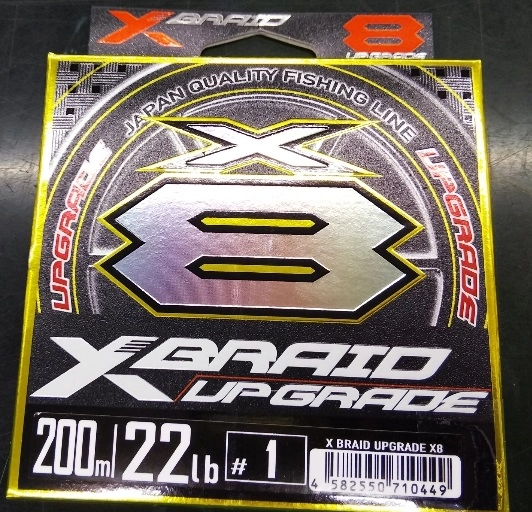 X BRAID 8
UPGRADE
JAPAN QUALITY FISHING LINE
UPGRADE
UPGRADE
X
8
X BRAID
UPGRADE
200m 22lb #1
X BRAID UPGRADE X8
4 582550 710449